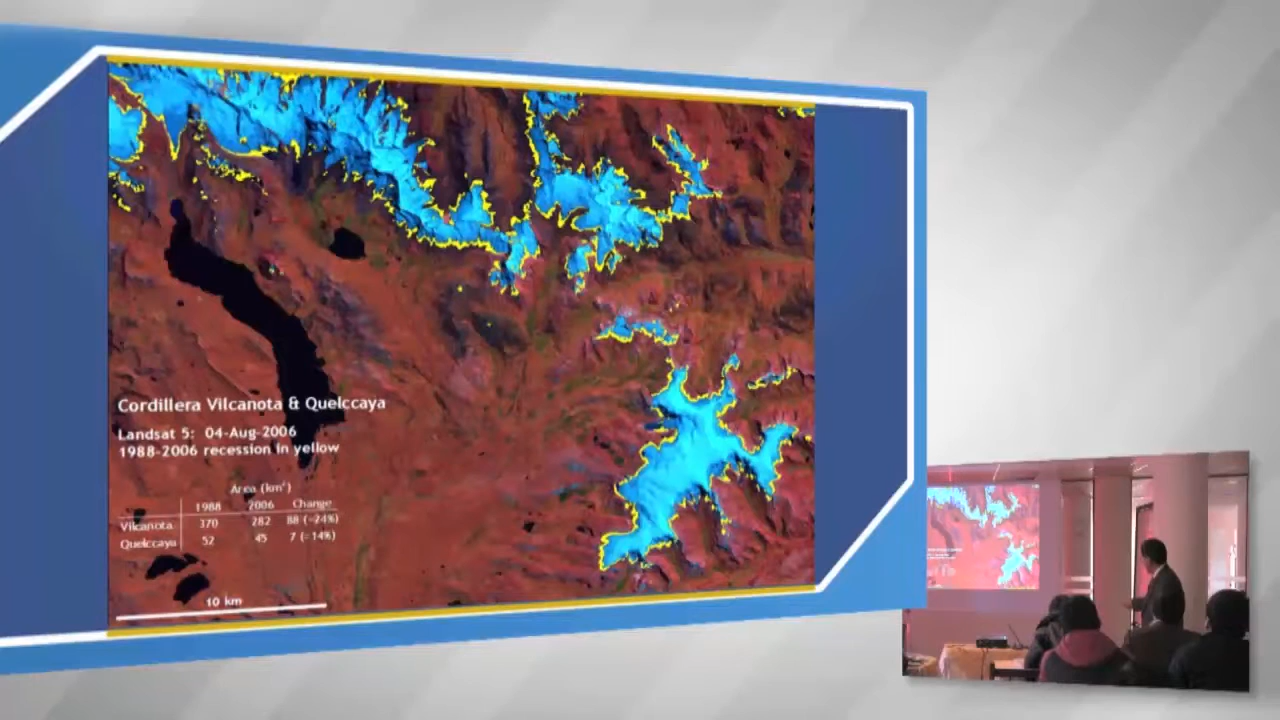 Cordillera Vilcanota & Quelccaya
Landsat 5: 04-Aug-2006
1988-2006 recession in yellow
Area (km²)
1988 2006 Change
Vilcanota 370 282 88 (-24%)
Quelccaya 52 45 7 (-14%)
10 km